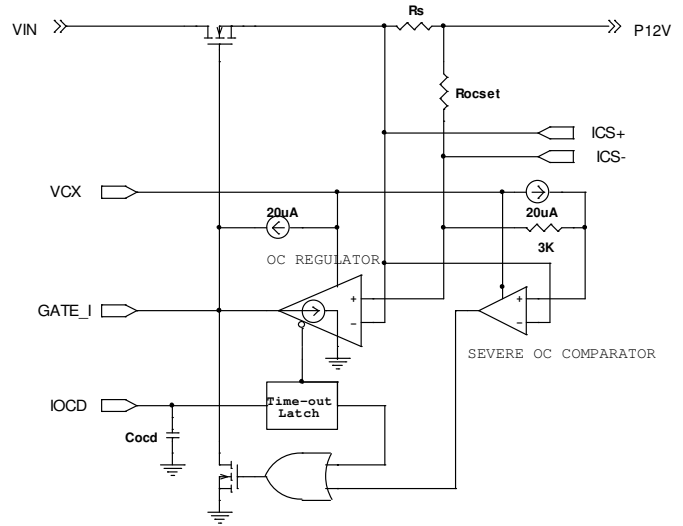 Rs
VIN
P12V
Rocset
ICS+
ICS-
VCX
20uA
20uA
3K
OC REGULATOR
+
-
+
-
GATE_I
SEVERE OC COMPARATOR
IOCD
Time-out
Latch
Cocd